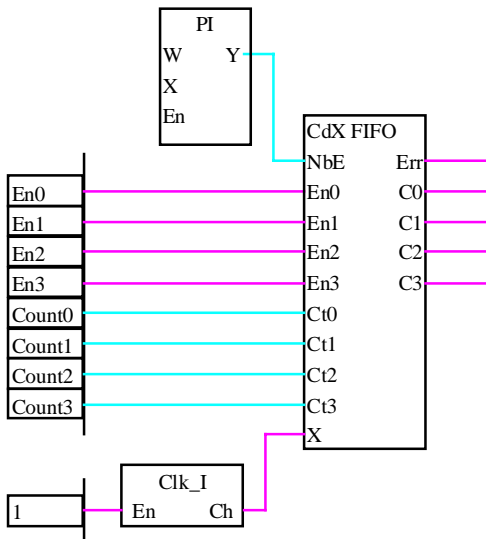 PI
W Y
X
En
CdX FIFO
NbE Err
En0 En0 C0
En1 En1 C1
En2 En2 C2
En3 En3 C3
Count0 Ct0
Count1 Ct1
Count2 Ct2
Count3 Ct3
X
Clk_I
1 En Ch